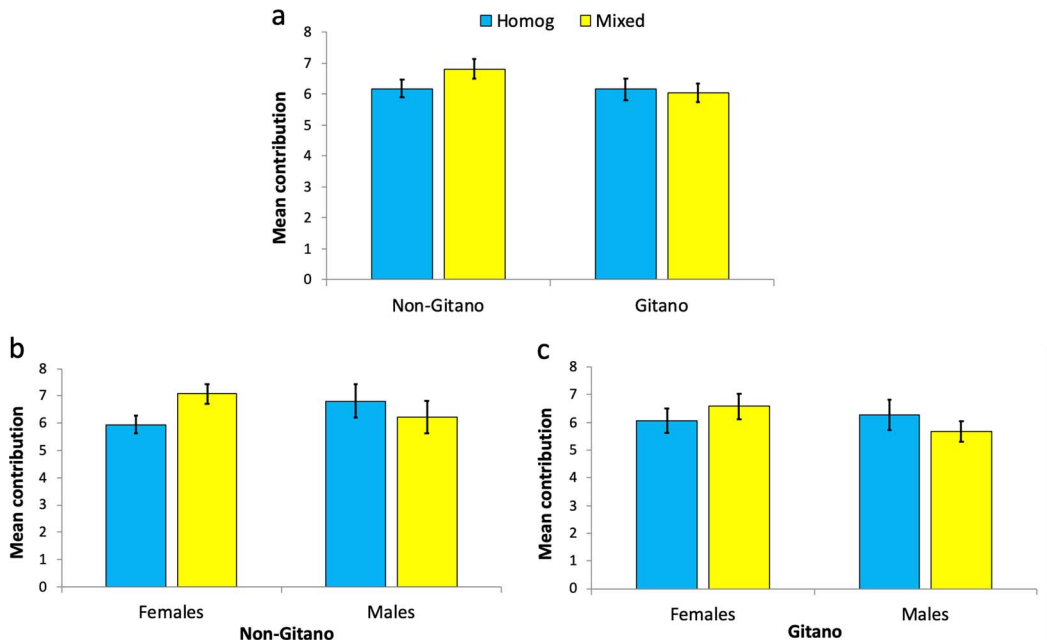 a
Homog Mixed
Mean contribution
8
7
6
5
4
3
2
1
0
Non-Gitano Gitano
b
Mean contribution
8
7
6
5
4
3
2
1
0
Females Males
Non-Gitano
c
Mean contribution
8
7
6
5
4
3
2
1
0
Females Males
Gitano